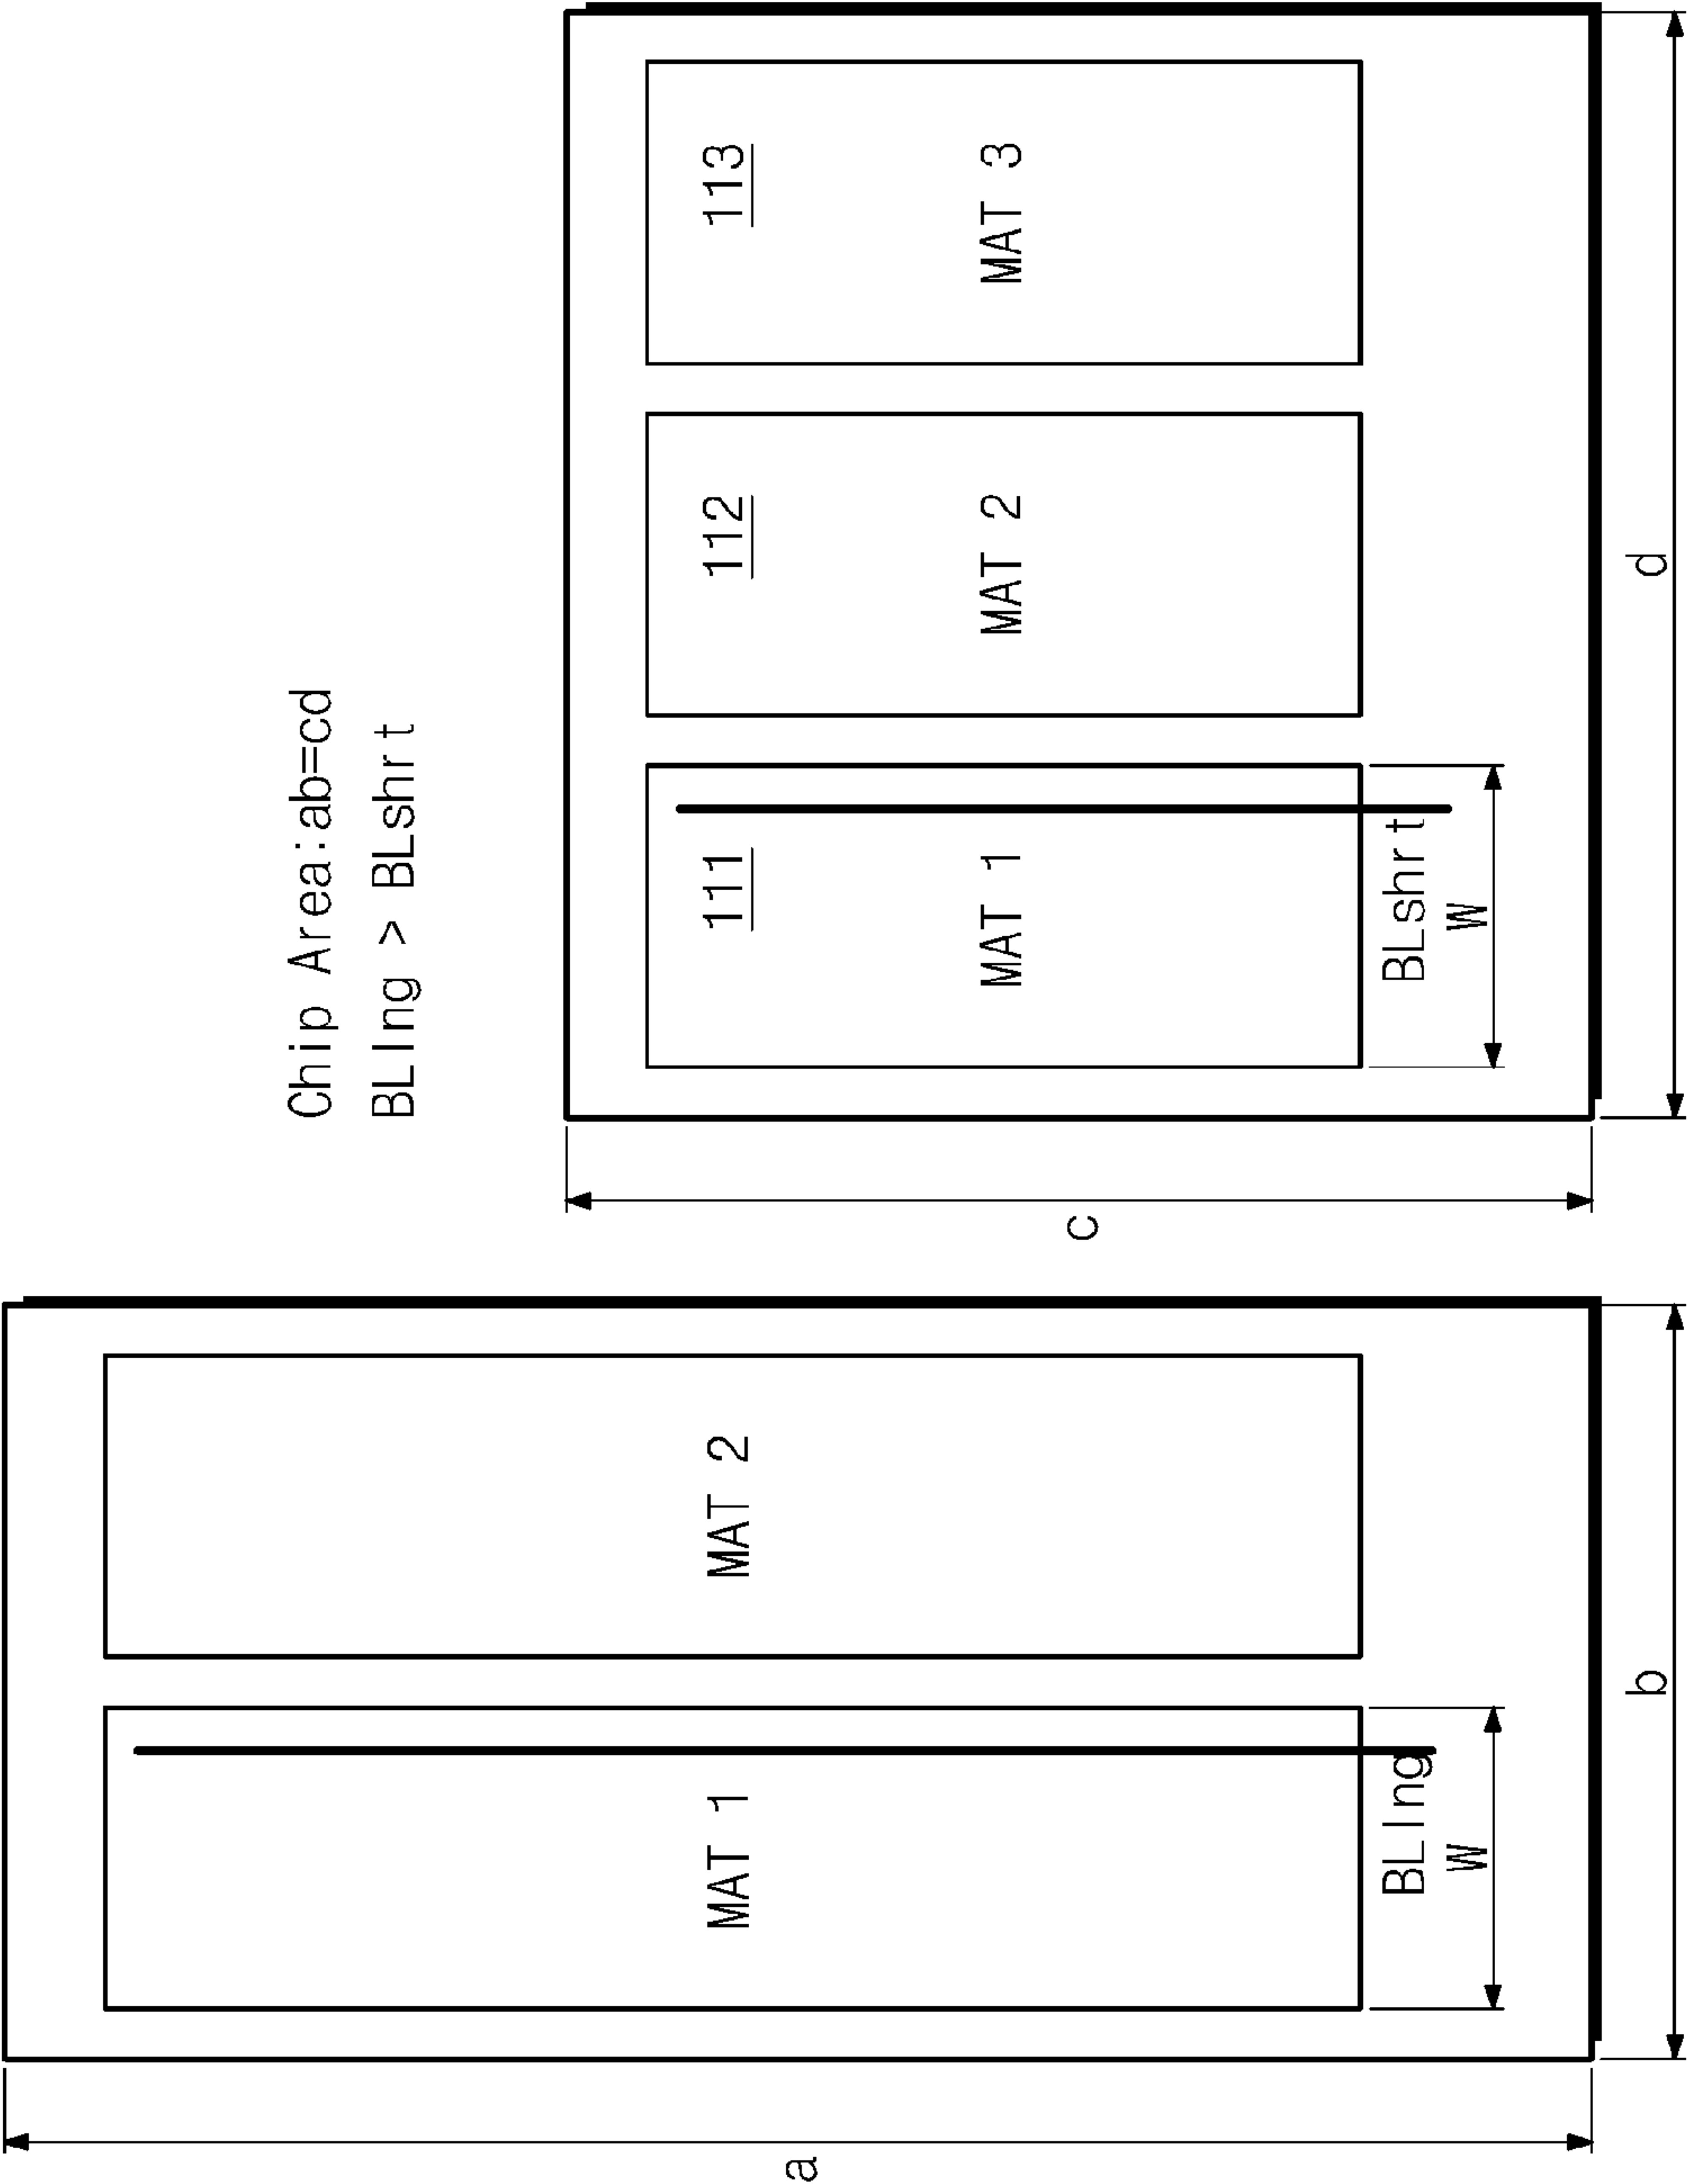 Chip Area:ab=cd
BLlng > BLshrt
a
MAT 1
MAT 2
BLlng
W
b
c
111
112
113
MAT 1
MAT 2
MAT 3
BLshrt
W
d